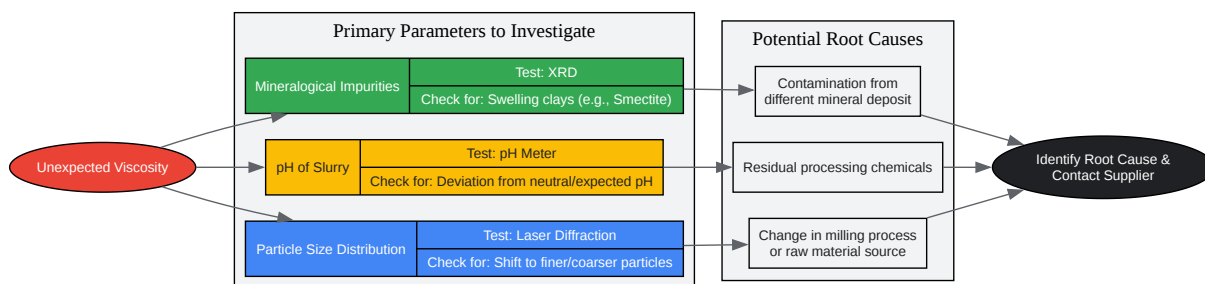 Primary Parameters to Investigate
Potential Root Causes
Unexpected Viscosity
Mineralogical Impurities
Test: XRD
Check for: Swelling clays (e.g., Smectite)
pH of Slurry
Test: pH Meter
Check for: Deviation from neutral/expected pH
Particle Size Distribution
Test: Laser Diffraction
Check for: Shift to finer/coarser particles
Contamination from
different mineral deposit
Residual processing chemicals
Change in milling process
or raw material source
Identify Root Cause &
Contact Supplier